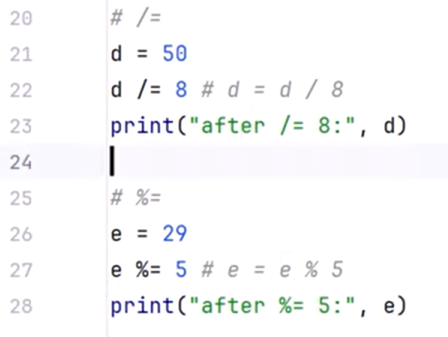 20 # /=
21 d = 50
22 d /= 8 # d = d / 8
23 print("after /= 8:", d)
24
25 # %=
26 e = 29
27 e %= 5 # e = e % 5
28 print("after %= 5:", e)